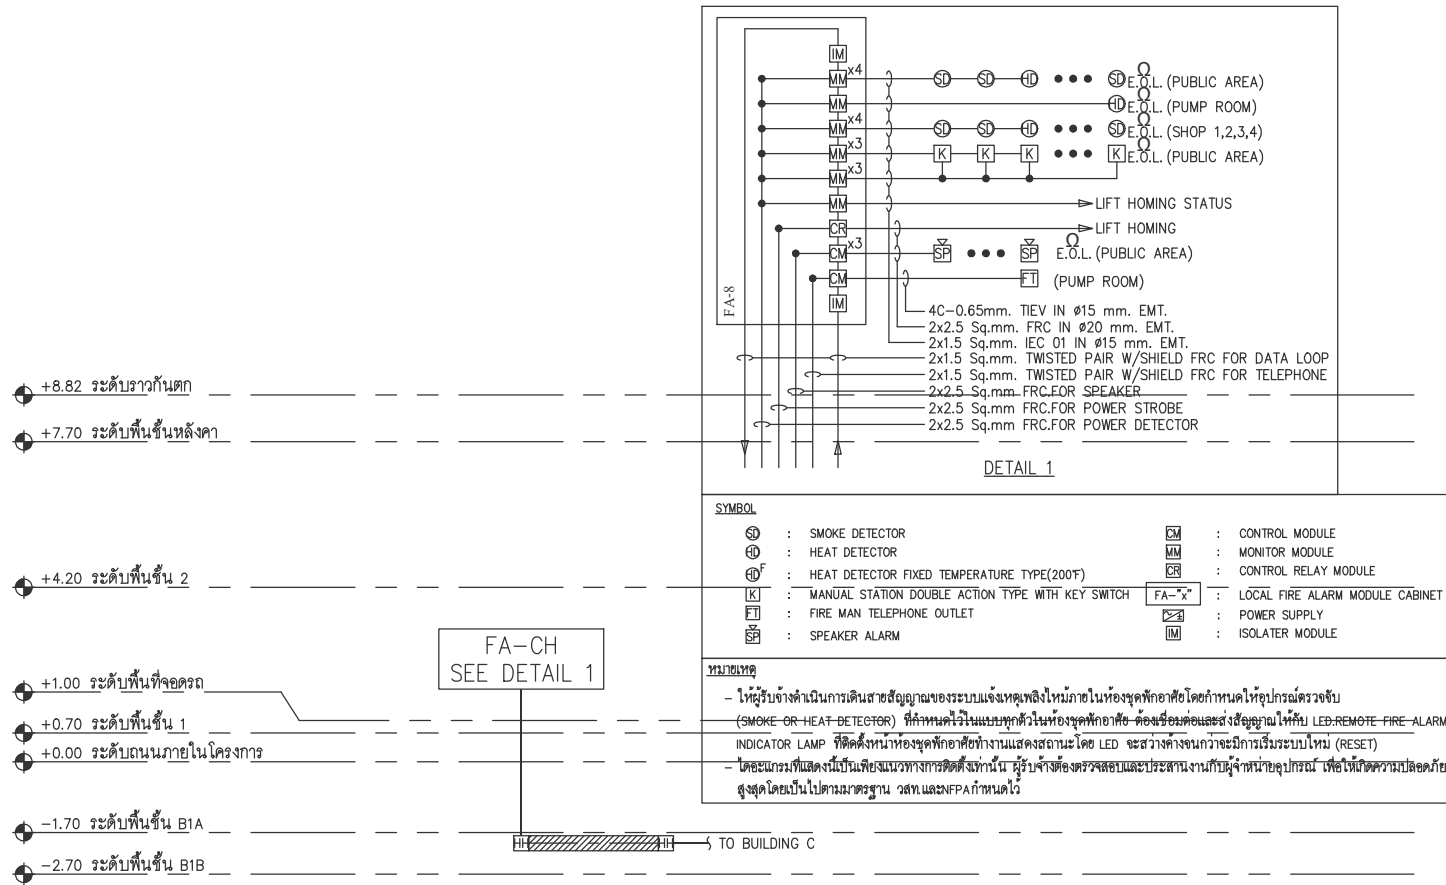 IM
MM x4 SD SD HD SD Ω E.O.L. (PUBLIC AREA)
MM HD Ω E.O.L. (PUMP ROOM)
MM x4 SD SD HD SD Ω E.O.L. (SHOP 1,2,3,4)
MM x3 K K K K Ω E.O.L. (PUBLIC AREA)
MM x3
MM LIFT HOMING STATUS
CR LIFT HOMING
CM x3 SP SP Ω E.O.L. (PUBLIC AREA)
CM FT (PUMP ROOM)
IM
FA-8
4C-0.65mm. TIEV IN ø15 mm. EMT.
2x2.5 Sq.mm. FRC IN ø20 mm. EMT.
2x1.5 Sq.mm. IEC 01 IN ø15 mm. EMT.
2x1.5 Sq.mm. TWISTED PAIR W/SHIELD FRC FOR DATA LOOP
2x1.5 Sq.mm. TWISTED PAIR W/SHIELD FRC FOR TELEPHONE
2x2.5 Sq.mm FRC.FOR SPEAKER
2x2.5 Sq.mm FRC.FOR POWER STROBE
2x2.5 Sq.mm FRC.FOR POWER DETECTOR
DETAIL 1
+8.82 ระดับราวกันตก
+7.70 ระดับพื้นชั้นหลังคา
+4.20 ระดับพื้นชั้น 2
+1.00 ระดับพื้นที่จอดรถ
+0.70 ระดับพื้นชั้น 1
+0.00 ระดับถนนภายในโครงการ
-1.70 ระดับพื้นชั้น B1A
-2.70 ระดับพื้นชั้น B1B
FA-CH
SEE DETAIL 1
HH HH TO BUILDING C
SYMBOL
SD : SMOKE DETECTOR
HD : HEAT DETECTOR
HD F : HEAT DETECTOR FIXED TEMPERATURE TYPE(200°F)
K : MANUAL STATION DOUBLE ACTION TYPE WITH KEY SWITCH
FT : FIRE MAN TELEPHONE OUTLET
SP : SPEAKER ALARM
CM : CONTROL MODULE
MM : MONITOR MODULE
CR : CONTROL RELAY MODULE
FA-"x" : LOCAL FIRE ALARM MODULE CABINET
: POWER SUPPLY
IM : ISOLATER MODULE
หมายเหตุ
- ให้ผู้รับจ้างดำเนินการเดินสายสัญญาณของระบบแจ้งเหตุเพลิงไหม้ภายในห้องชุดพักอาศัยโดยกำหนดให้อุปกรณ์ตรวจจับ
(SMOKE OR HEAT DETECTOR) ที่กำหนดไว้ในแบบทุกตัวในห้องชุดพักอาศัย ต้องเชื่อมต่อและส่งสัญญาณให้กับ LED.REMOTE FIRE ALARM
INDICATOR LAMP ที่ติดตั้งหน้าห้องชุดพักอาศัยทำงานแสดงสถานะโดย LED จะสว่างค้างจนกว่าจะมีการเริ่มระบบใหม่ (RESET)
- ไดอะแกรมที่แสดงนี้เป็นเพียงแนวทางการติดตั้งเท่านั้น ผู้รับจ้างต้องตรวจสอบและประสานงานกับผู้จำหน่ายอุปกรณ์ เพื่อให้เกิดความปลอดภัย
สูงสุดโดยเป็นไปตามมาตรฐาน วสท.และNFPAกำหนดไว้